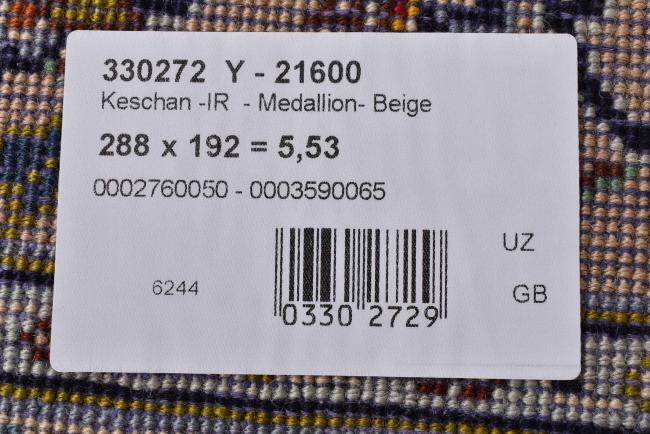 330272 Y - 21600
Keschan -IR - Medallion- Beige
288 x 192 = 5,53
0002760050 - 0003590065
UZ
6244
GB
0330 2729